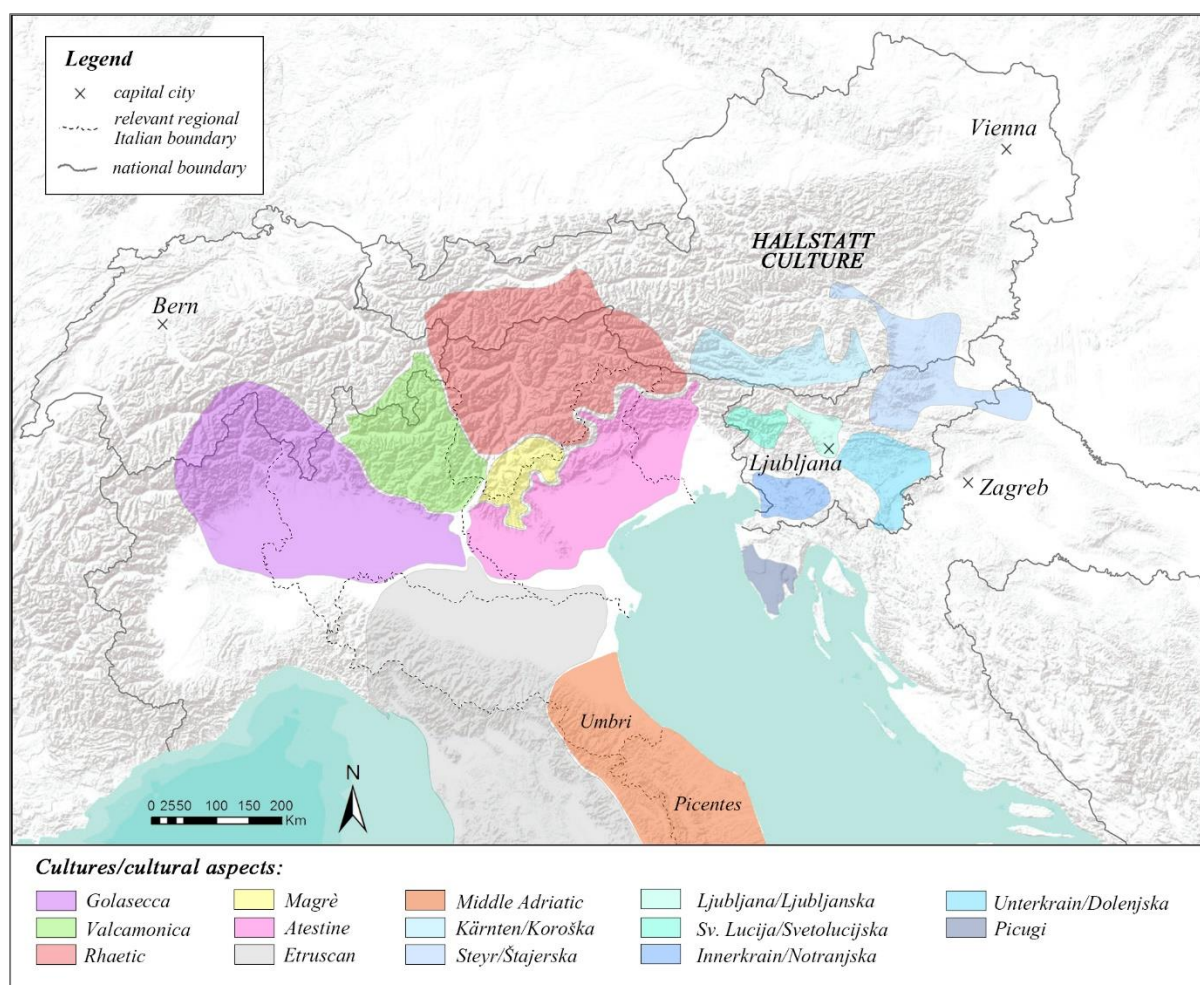 Legend
capital city
relevant regional
Italian boundary
national boundary
Vienna
HALLSTATT
CULTURE
Bern
Ljubljana
Zagreb
Umbri
Picentes
N
0 25 50 100 150 200
Km
Cultures/cultural aspects:
Golasecca
Valcamonica
Rhaetic
Magrè
Atestine
Etruscan
Middle Adriatic
Kärnten/Koroška
Steyr/Štajerska
Ljubljana/Ljubljanska
Sv. Lucija/Svetolucijska
Innerkrain/Notranjska
Unterkrain/Dolenjska
Picugi